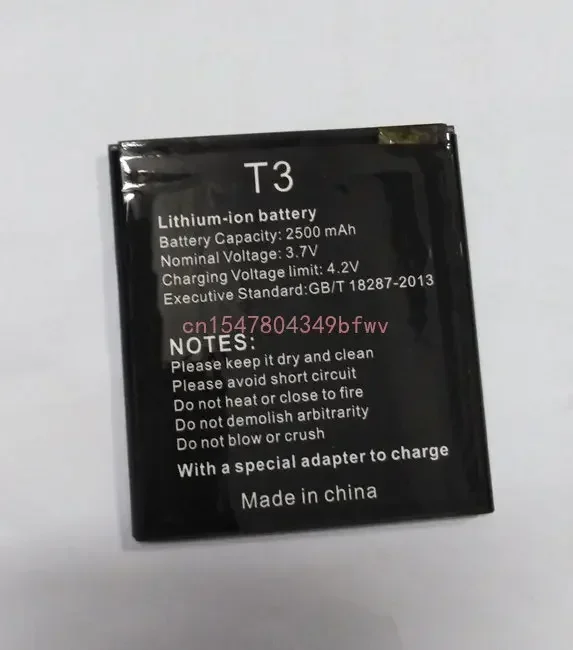 T3
Lithium-ion battery
Battery Capacity: 2500 mAh
Nominal Voltage: 3.7V
Charging Voltage limit: 4.2V
Executive Standard:GB/T 18287-2013
cn1547804349bfwv
NOTES:
Please keep it dry and clean
Please avoid short circuit
Do not heat or close to fire
Do not demolish arbitrarity
Do not blow or crush
With a special adapter to charge
Made in china